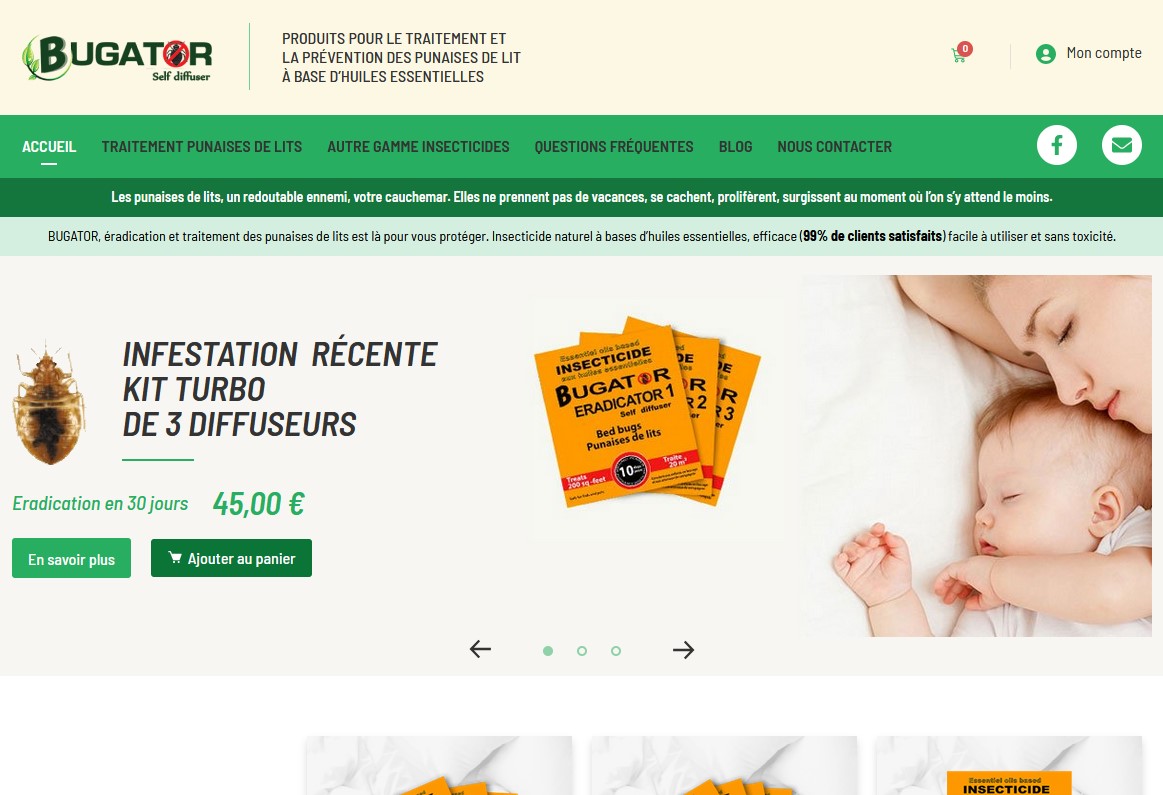 BUGATOR
Self diffuser
PRODUITS POUR LE TRAITEMENT ET
LA PRÉVENTION DES PUNAISES DE LIT
À BASE D’HUILES ESSENTIELLES
0
Mon compte
ACCUEIL
TRAITEMENT PUNAISES DE LITS
AUTRE GAMME INSECTICIDES
QUESTIONS FRÉQUENTES
BLOG
NOUS CONTACTER
Les punaises de lits, un redoutable ennemi, votre cauchemar. Elles ne prennent pas de vacances, se cachent, prolifèrent, surgissent au moment où l’on s’y attend le moins.
BUGATOR, éradication et traitement des punaises de lits est là pour vous protéger. Insecticide naturel à bases d’huiles essentielles, efficace (99% de clients satisfaits) facile à utiliser et sans toxicité.
INFESTATION RÉCENTE
KIT TURBO
DE 3 DIFFUSEURS
Eradication en 30 jours
45,00 €
En savoir plus
Ajouter au panier
Essentiel oils based
INSECTICIDE
aux huiles essentielles
BUGATOR
ERADICATOR 1
Self diffuser
Bed bugs
Punaises de lits
Treats
200 sq.-feet
10
Traite
20 m²
DE
R
R 2
er
DE
R
R 3
er
Essentiel oils based
INSECTICIDE